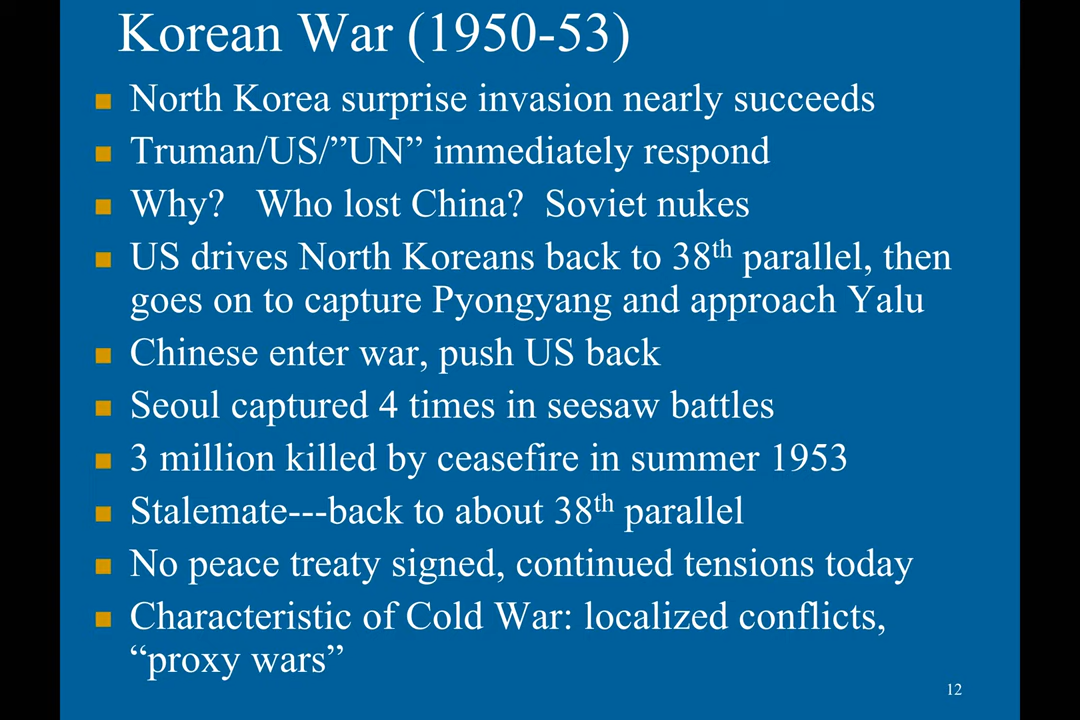 Korean War (1950-53)
North Korea surprise invasion nearly succeeds
Truman/US/”UN” immediately respond
Why?   Who lost China?  Soviet nukes
US drives North Koreans back to 38th parallel, then
goes on to capture Pyongyang and approach Yalu
Chinese enter war, push US back
Seoul captured 4 times in seesaw battles
3 million killed by ceasefire in summer 1953
Stalemate---back to about 38th parallel
No peace treaty signed, continued tensions today
Characteristic of Cold War: localized conflicts,
“proxy wars”
12